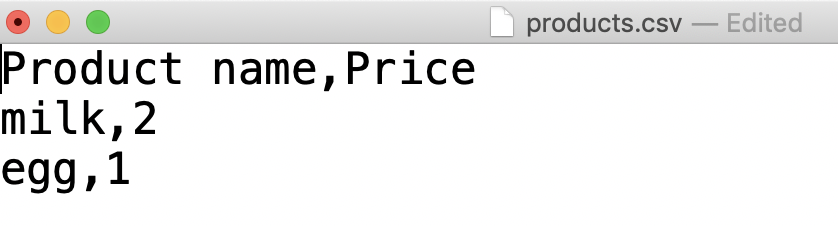 products.csv — Edited
Product name,Price
milk,2
egg,1